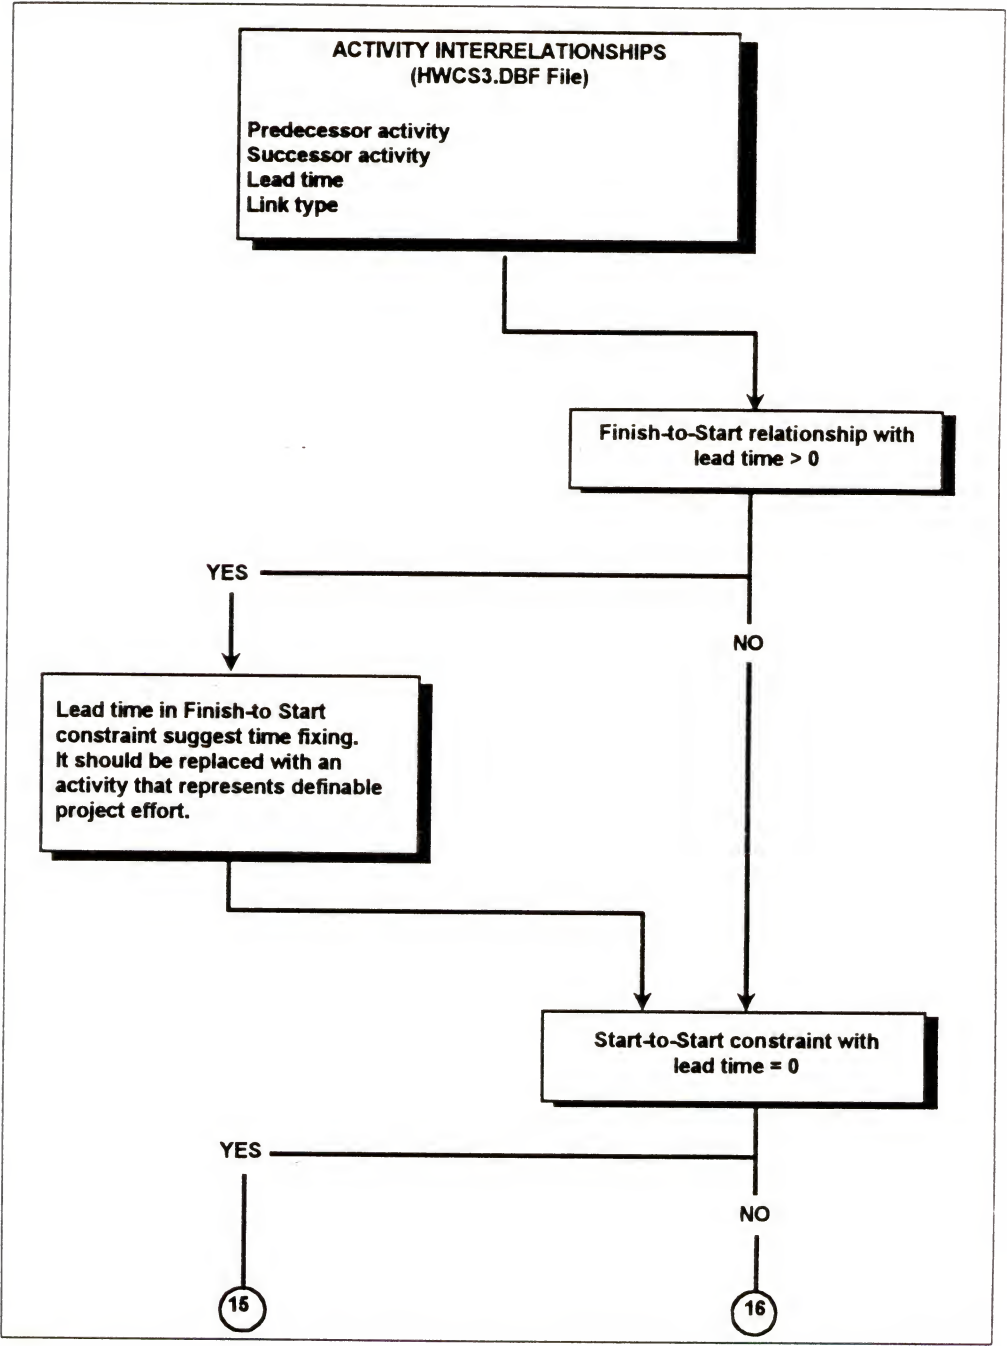 ACTIVITY INTERRELATIONSHIPS
(HWCS3.DBF File)
Predecessor activity
Successor activity
Lead time
Link type
Finish-to-Start relationship with
lead time > 0
YES
NO
Lead time in Finish-to Start
constraint suggest time fixing.
It should be replaced with an
activity that represents definable
project effort.
Start-to-Start constraint with
lead time = 0
YES
NO
15
16